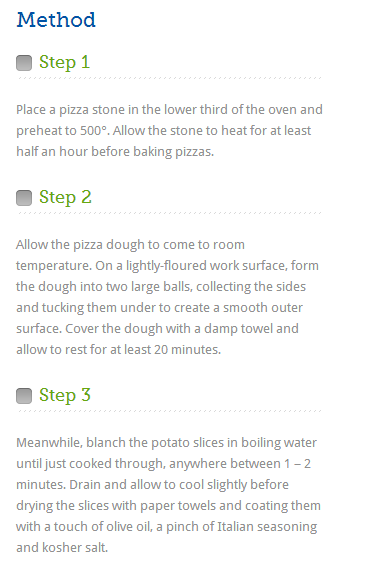 Method
Step 1
Place a pizza stone in the lower third of the oven and
preheat to 500°. Allow the stone to heat for at least
half an hour before baking pizzas.
Step 2
Allow the pizza dough to come to room
temperature. On a lightly-floured work surface, form
the dough into two large balls, collecting the sides
and tucking them under to create a smooth outer
surface. Cover the dough with a damp towel and
allow to rest for at least 20 minutes.
Step 3
Meanwhile, blanch the potato slices in boiling water
until just cooked through, anywhere between 1 – 2
minutes. Drain and allow to cool slightly before
drying the slices with paper towels and coating them
with a touch of olive oil, a pinch of Italian seasoning
and kosher salt.